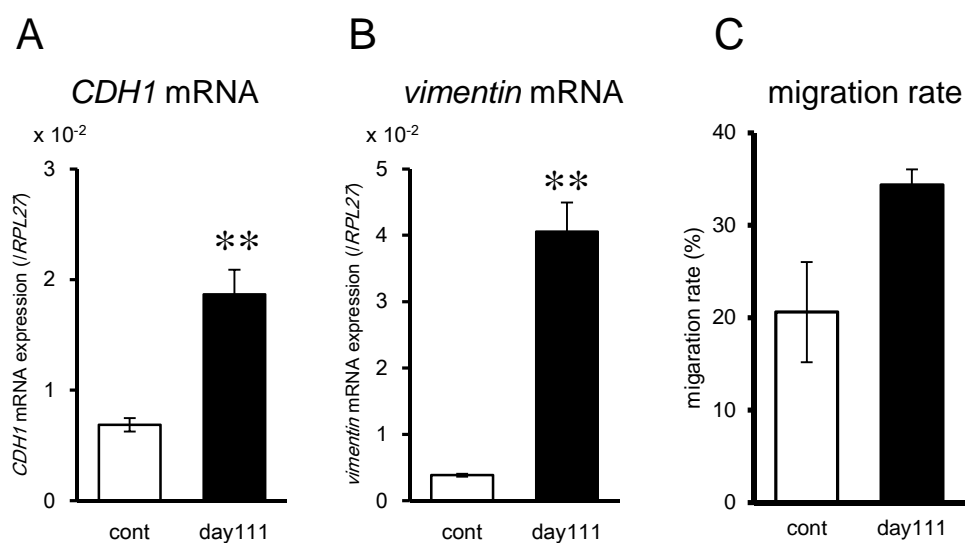 A
CDH1 mRNA
x 10-2
CDH1 mRNA expression (/RPL27)
3
2
1
0
**
cont day111
B
vimentin mRNA
x 10-2
vimentin mRNA expression (/RPL27)
5
4
3
2
1
0
**
cont day111
C
migration rate
migaration rate (%)
40
30
20
10
0
cont day111